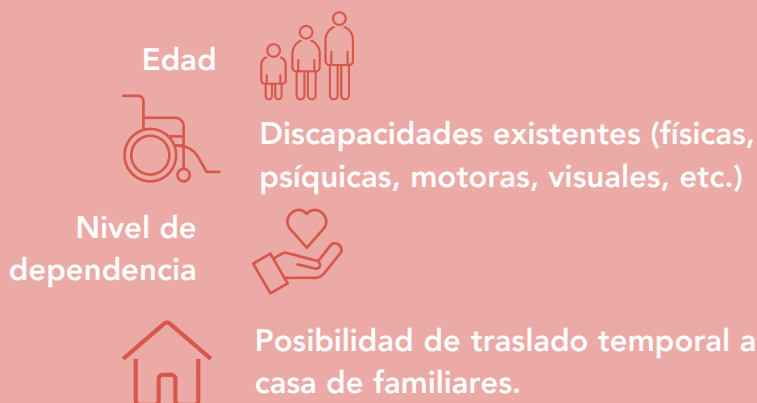 Edad
Discapacidades existentes (físicas,
psíquicas, motoras, visuales, etc.)
Nivel de
dependencia
Posibilidad de traslado temporal a
casa de familiares.